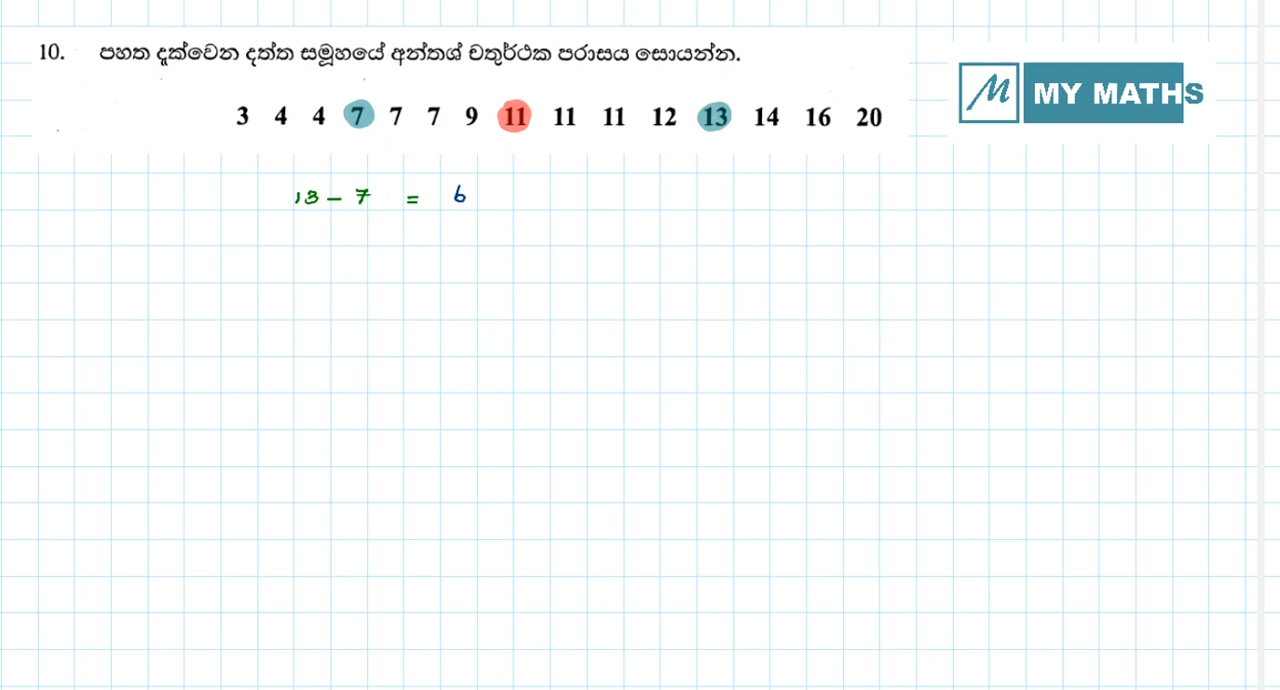 10. පහත දැක්වෙන දත්ත සමූහයේ අන්තශ් චතුර්ථක පරාසය සොයන්න.
3 4 4 7 7 7 9 11 11 11 12 13 14 16 20
13 - 7 = 6
M MY MATHS